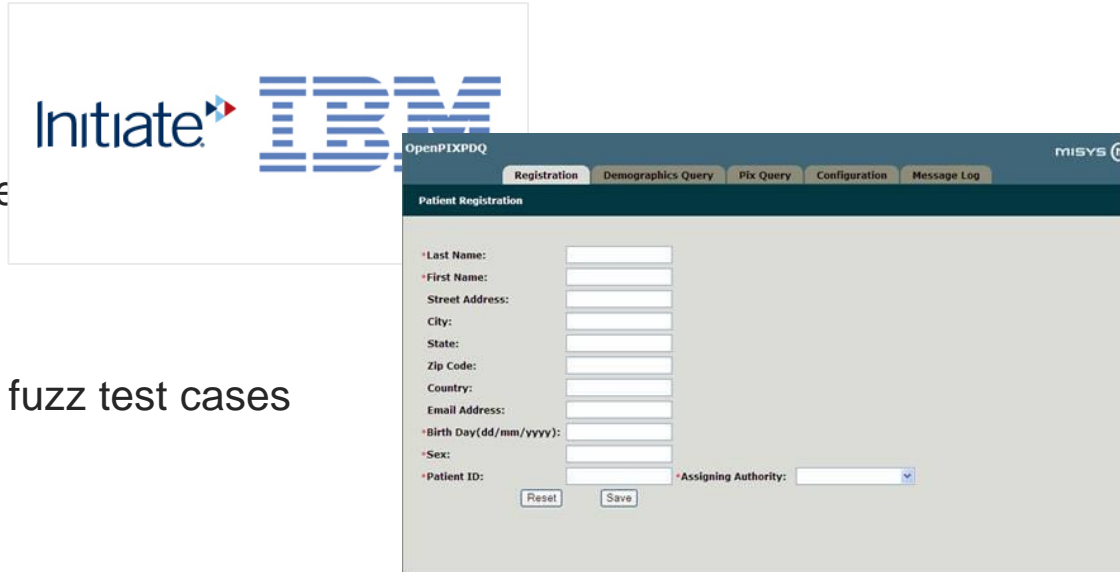 Initiate IBM
OpenPIXPDQ MISYS
Registration Demographics Query Pix Query Configuration Message Log
Patient Registration
*Last Name:
*First Name:
Street Address:
City:
State:
Zip Code:
Country:
Email Address:
*Birth Day(dd/mm/yyyy):
*Sex:
*Patient ID: *Assigning Authority:
Reset Save
fuzz test cases